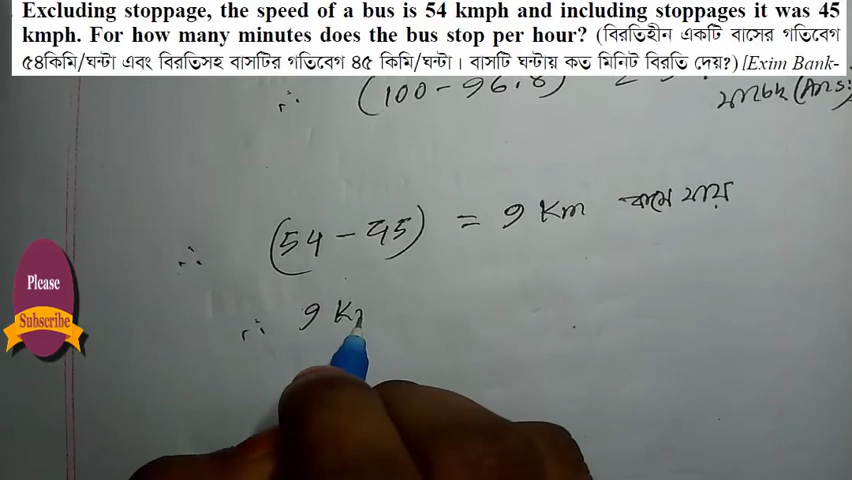 Excluding stoppage, the speed of a bus is 54 kmph and including stoppages it was 45
kmph. For how many minutes does the bus stop per hour? (বিরতিহীন একটি বাসের গতিবেগ
৫৪কিমি/ঘন্টা এবং বিরতিসহ বাসটির গতিবেগ ৪৫ কিমি/ঘন্টা। বাসটি ঘন্টায় কত মিনিট বিরতি দেয়?) [Exim Bank-
∴ (100 - 96.8)
(Ans:
∴ (54 - 45) = 9 Km কমে যায়
∴ 9 K
Please
Subscribe